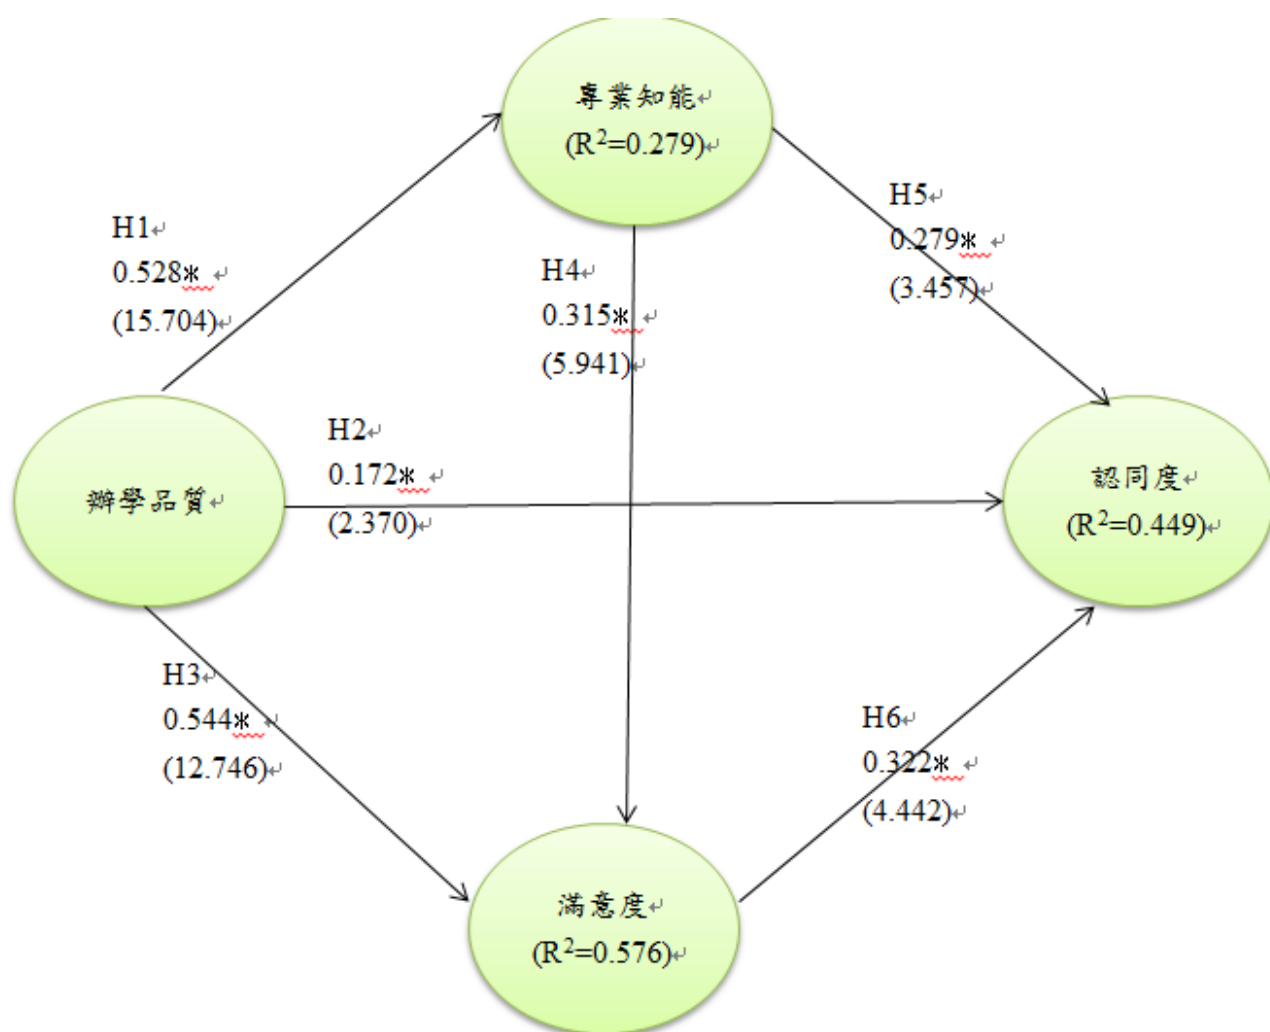 專業知能↵
(R²=0.279)↵
H1↵
0.528* ↵
(15.704)↵
H5↵
0.279* ↵
(3.457)↵
H4↵
0.315* ↵
(5.941)↵
辦學品質↵
H2↵
0.172* ↵
(2.370)↵
認同度↵
(R²=0.449)↵
H3↵
0.544* ↵
(12.746)↵
H6↵
0.322* ↵
(4.442)↵
滿意度↵
(R²=0.576)↵